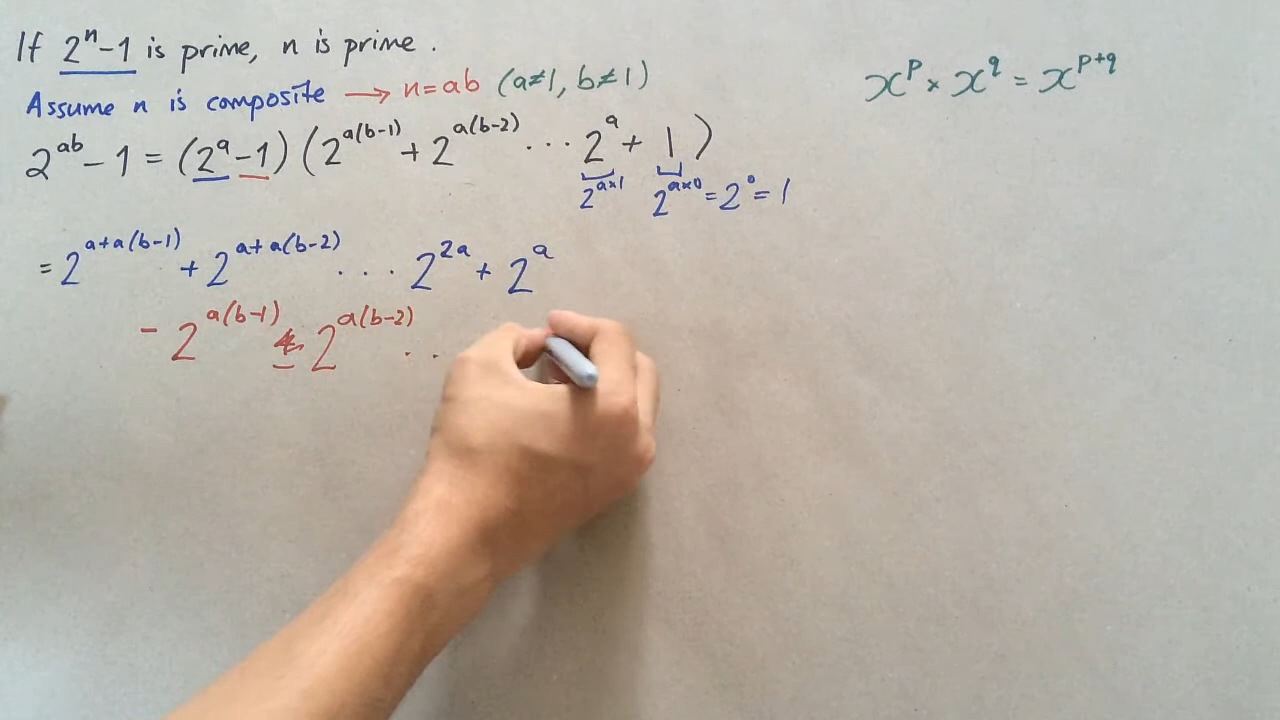 If 2ⁿ-1 is prime, n is prime.
xᵖ × x^q = x^(p+q)
Assume n is composite → n=ab (a≠1, b≠1)
2^(ab) - 1 = (2^a - 1) (2^(a(b-1)) + 2^(a(b-2)) ... 2^a + 1)
2^(a×1) 2^(a×0) = 2^0 = 1
= 2^(a+a(b-1)) + 2^(a+a(b-2)) ... 2^(2a) + 2^a
- 2^(a(b-1)) - 2^(a(b-2)) ..